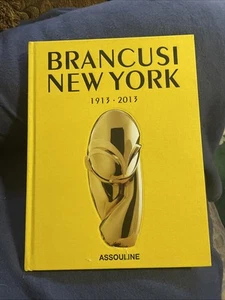 BRANCUSI
NEW YORK
1913 - 2013
ASSOULINE